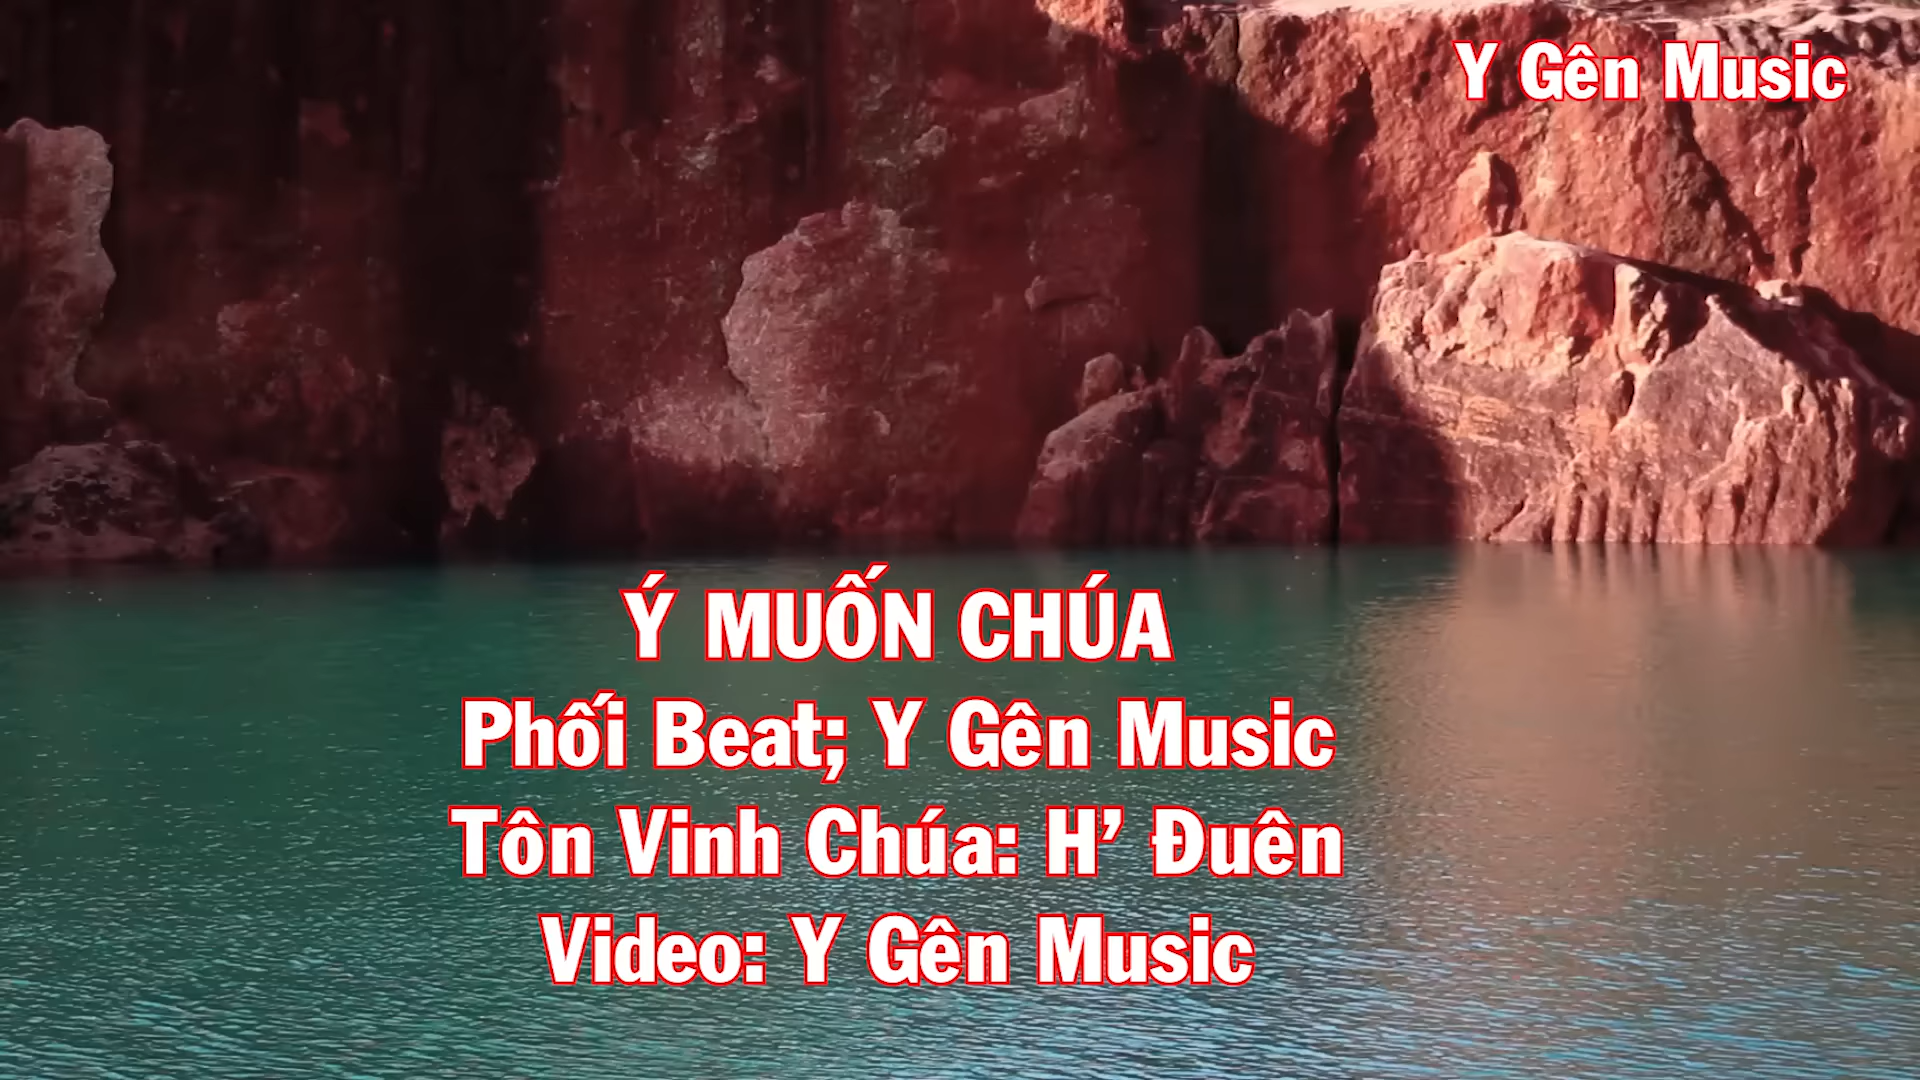 Y Gên Music
Ý MUỐN CHÚA
Phối Beat; Y Gên Music
Tôn Vinh Chúa: H’ Đuên
Video: Y Gên Music